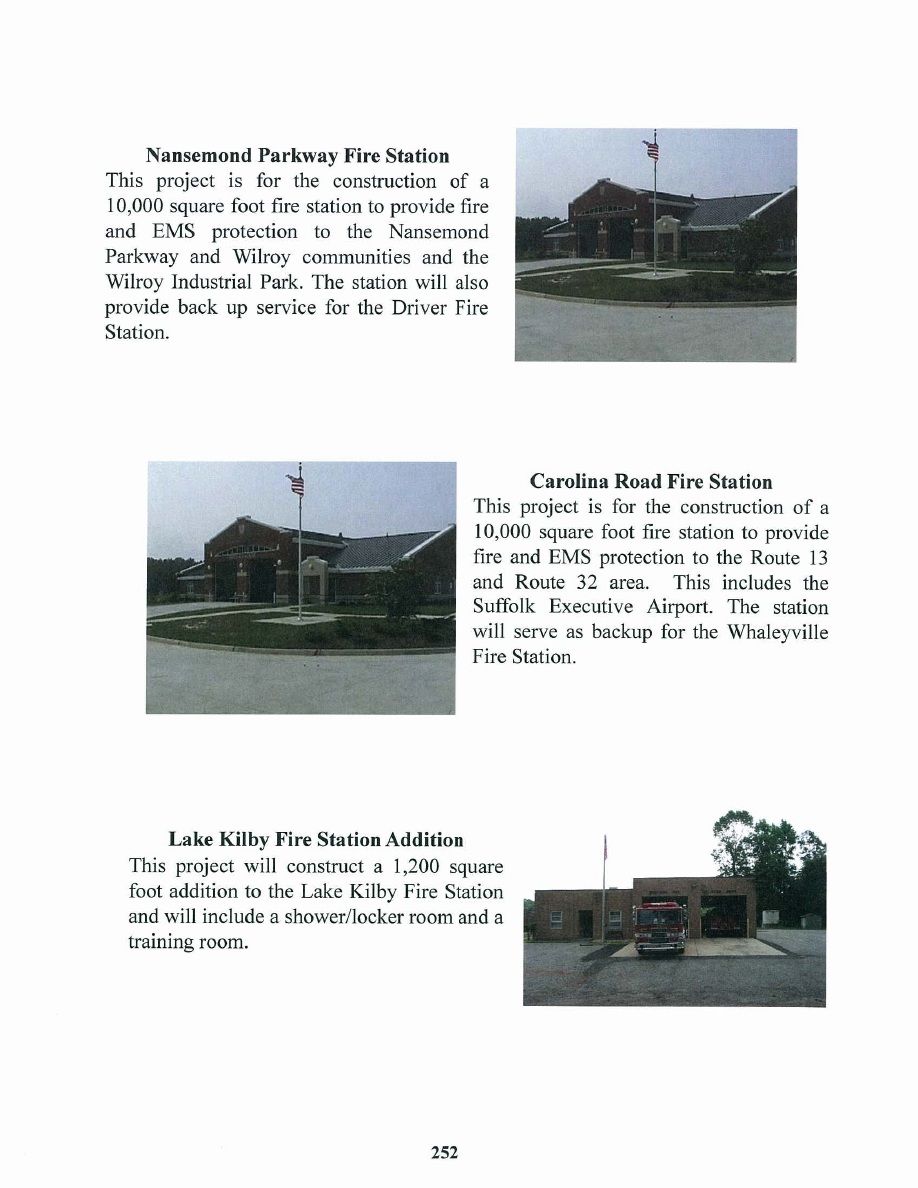 Nansemond Parkway Fire Station
This project is for the construction of a
10,000 square foot fire station to provide fire
and EMS protection to the Nansemond
Parkway and Wilroy communities and the
Wilroy Industrial Park. The station will also
provide back up service for the Driver Fire
Station.
Carolina Road Fire Station
This project is for the construction of a
10,000 square foot fire station to provide
fire and EMS protection to the Route 13
and Route 32 area. This includes the
Suffolk Executive Airport. The station
will serve as backup for the Whaleyville
Fire Station.
Lake Kilby Fire Station Addition
This project will construct a 1,200 square
foot addition to the Lake Kilby Fire Station
and will include a shower/locker room and a
training room.
252